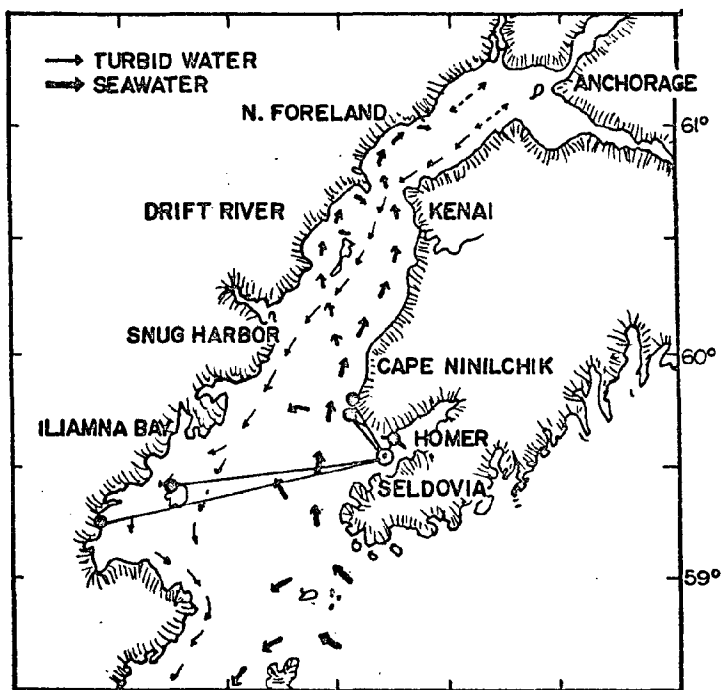 TURBID WATER
SEAWATER
ANCHORAGE
N. FORELAND
61°
DRIFT RIVER
KENAI
SNUG HARBOR
60°
CAPE NINILCHIK
ILIAMNA BAY
HOMER
SELDOVIA
59°